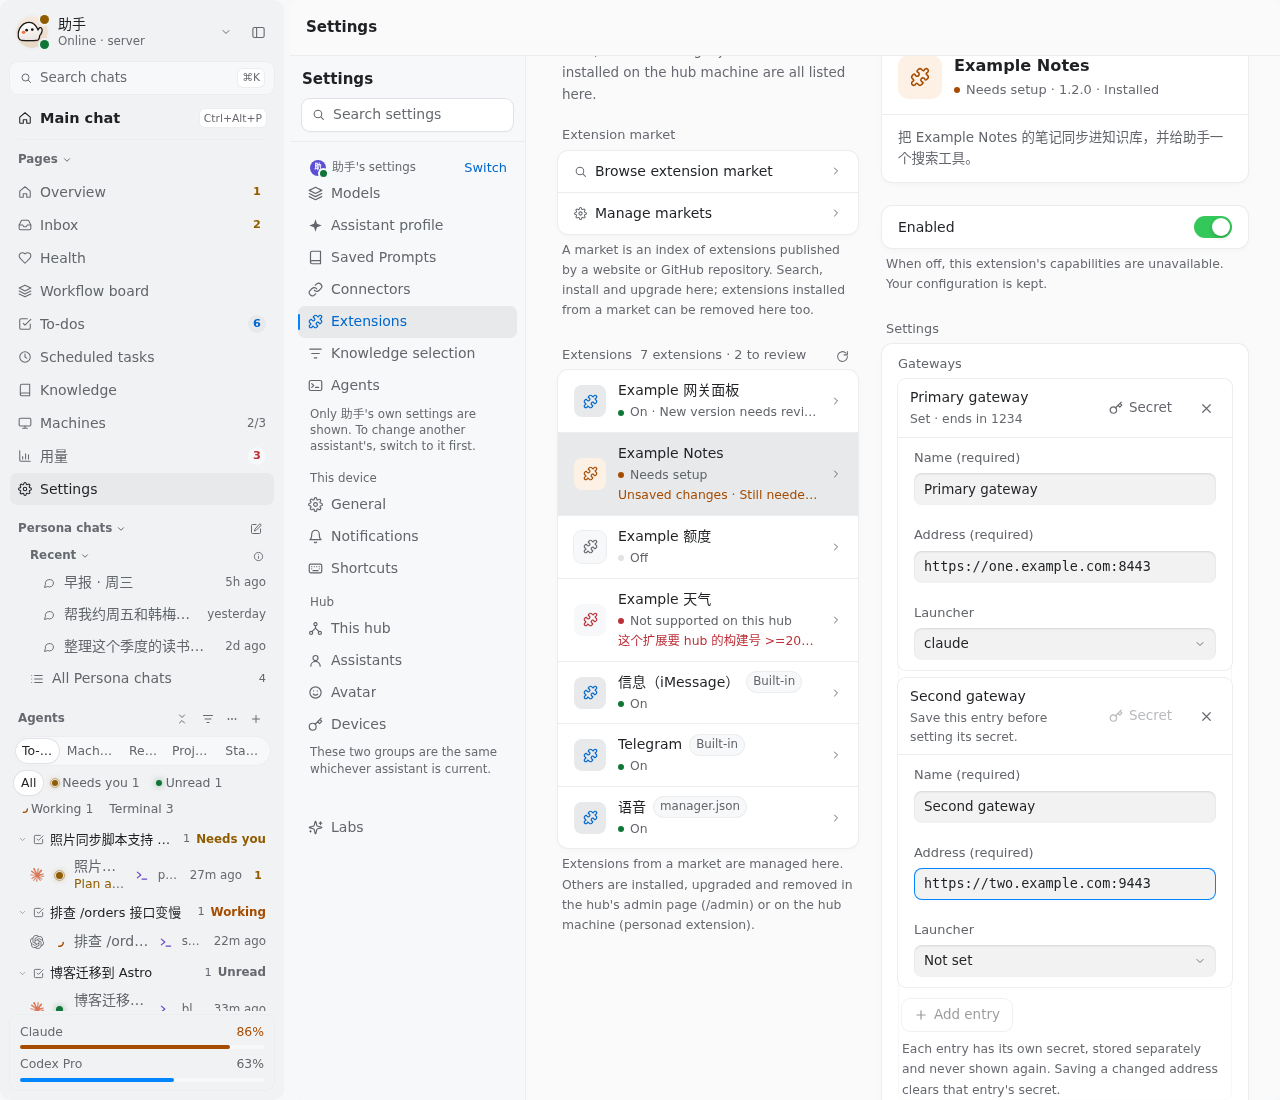 助手
Online · server
Search chats
⌘K
Main chat
Ctrl+Alt+P
Pages
Overview
1
Inbox
2
Health
Workflow board
To-dos
6
Scheduled tasks
Knowledge
Machines
2/3
用量
3
Settings
Persona chats
Recent
早报 · 周三
5h ago
帮我约周五和韩梅…
yesterday
整理这个季度的读书…
2d ago
All Persona chats
4
Agents
To-…
Mach…
Re…
Proj…
Sta…
All
Needs you 1
Unread 1
Working 1
Terminal 3
照片同步脚本支持 …
1 Needs you
照片…
Plan a…
p…
27m ago
1
排查 /orders 接口变慢
1 Working
排查 /ord…
s…
22m ago
博客迁移到 Astro
1 Unread
博客迁移…
bl…
33m ago
Claude
86%
Codex Pro
63%
Settings
Settings
Search settings
助
助手's settings
Switch
Models
Assistant profile
Saved Prompts
Connectors
Extensions
Knowledge selection
Agents
Only 助手's own settings are
shown. To change another
assistant's, switch to it first.
This device
General
Notifications
Shortcuts
Hub
This hub
Assistants
Avatar
Devices
These two groups are the same
whichever assistant is current.
Labs
installed on the hub machine are all listed
here.
Extension market
Browse extension market
Manage markets
A market is an index of extensions published
by a website or GitHub repository. Search,
install and upgrade here; extensions installed
from a market can be removed here too.
Extensions 7 extensions · 2 to review
Example 网关面板
On · New version needs revi…
Example Notes
Needs setup
Unsaved changes · Still neede…
Example 额度
Off
Example 天气
Not supported on this hub
这个扩展要 hub 的构建号 >=20…
信息（iMessage）
Built-in
On
Telegram
Built-in
On
语音
manager.json
On
Extensions from a market are managed here.
Others are installed, upgraded and removed in
the hub's admin page (/admin) or on the hub
machine (personad extension).
Example Notes
Needs setup · 1.2.0 · Installed
把 Example Notes 的笔记同步进知识库，并给助手一
个搜索工具。
Enabled
When off, this extension's capabilities are unavailable.
Your configuration is kept.
Settings
Gateways
Primary gateway
Set · ends in 1234
Secret
Name (required)
Primary gateway
Address (required)
https://one.example.com:8443
Launcher
claude
Second gateway
Save this entry before
setting its secret.
Secret
Name (required)
Second gateway
Address (required)
https://two.example.com:9443
Launcher
Not set
Add entry
Each entry has its own secret, stored separately
and never shown again. Saving a changed address
clears that entry's secret.